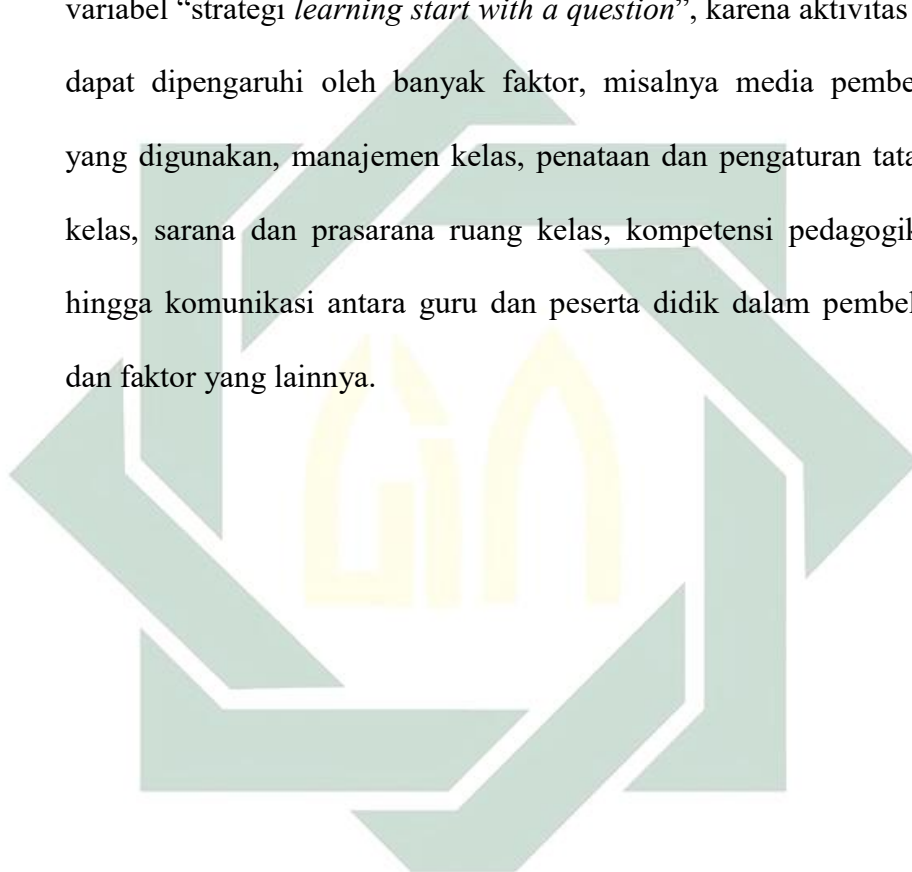 variabel “strategi learning start with a question”, karena aktivitas
dapat dipengaruhi oleh banyak faktor, misalnya media pembe
yang digunakan, manajemen kelas, penataan dan pengaturan tata
kelas, sarana dan prasarana ruang kelas, kompetensi pedagogik
hingga komunikasi antara guru dan peserta didik dalam pembel
dan faktor yang lainnya.